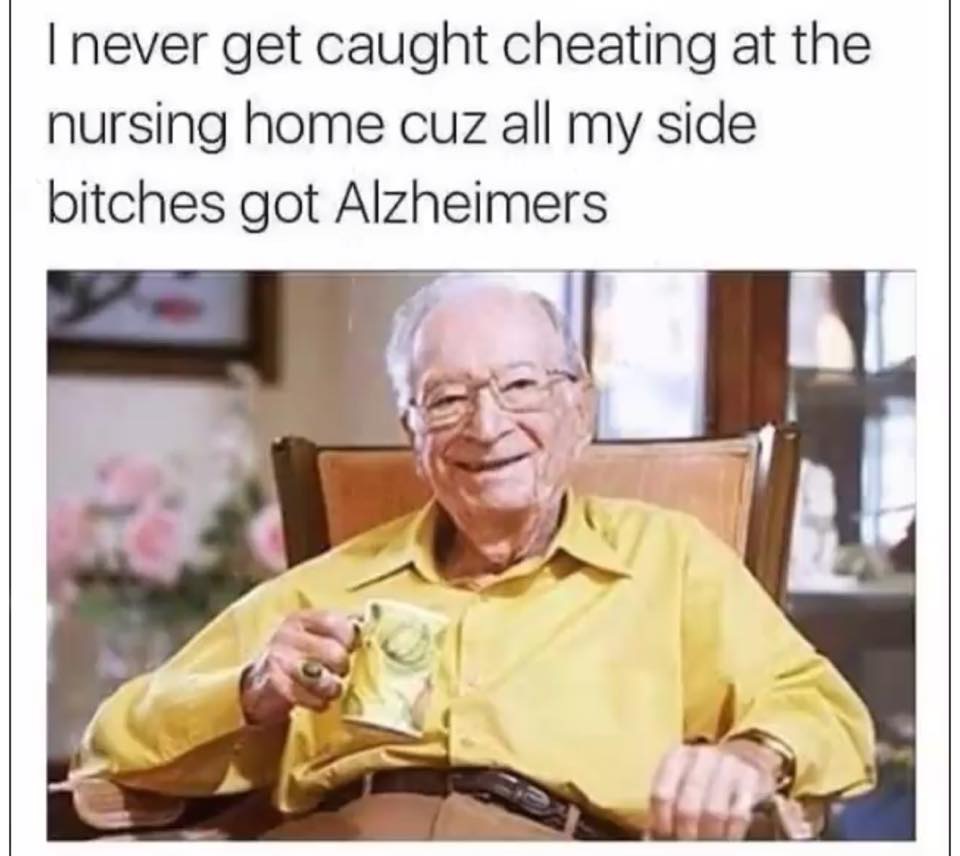 I never get caught cheating at the
nursing home cuz all my side
bitches got Alzheimers